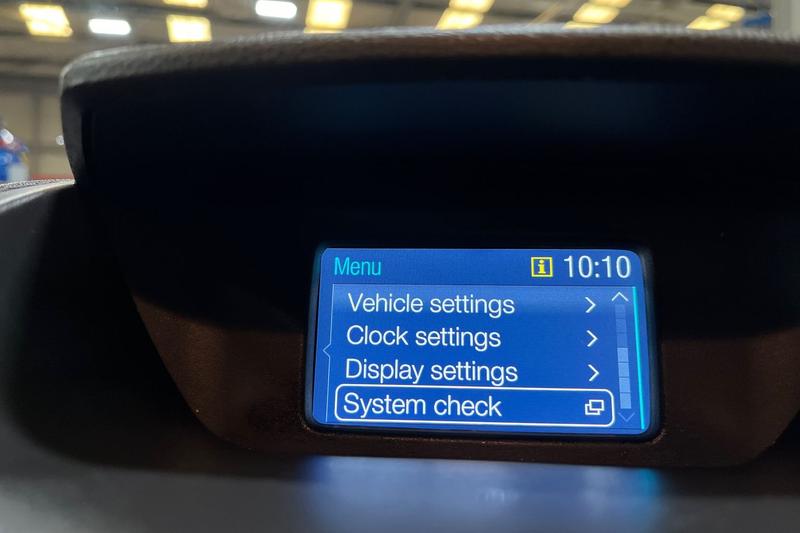 Menu i 10:10
Vehicle settings
Clock settings
Display settings
System check